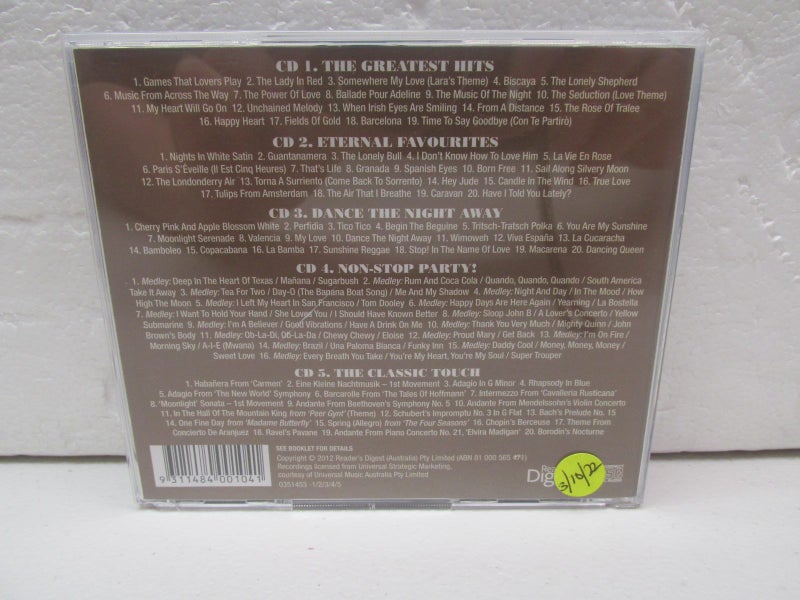 CD 1. THE GREATEST HITS
1. Games That Lovers Play 2. The Lady In Red 3. Somewhere My Love (Lara's Theme) 4. Biscaya 5. The Lonely Shepherd
6. Music From Across The Way 7. The Power Of Love 8. Ballade Pour Adeline 9. The Music Of The Night 10. The Seduction (Love Theme)
11. My Heart Will Go On 12. Unchained Melody 13. When Irish Eyes Are Smiling 14. From A Distance 15. The Rose Of Tralee
16. Happy Heart 17. Fields Of Gold 18. Barcelona 19. Time To Say Goodbye (Con Te Partirò)
CD 2. ETERNAL FAVOURITES
1. Nights In White Satin 2. Guantanamera 3. The Lonely Bull 4. I Don't Know How To Love Him 5. La Vie En Rose
6. Paris S'Éveille (Il Est Cinq Heures) 7. That's Life 8. Granada 9. Spanish Eyes 10. Born Free 11. Sail Along Silvery Moon
12. The Londonderry Air 13. Torna A Surriento (Come Back To Sorrento) 14. Hey Jude 15. Candle In The Wind 16. True Love
17. Tulips From Amsterdam 18. The Air That I Breathe 19. Caravan 20. Have I Told You Lately?
CD 3. DANCE THE NIGHT AWAY
1. Cherry Pink And Apple Blossom White 2. Perfidia 3. Tico Tico 4. Begin The Beguine 5. Tritsch-Tratsch Polka 6. You Are My Sunshine
7. Moonlight Serenade 8. Valencia 9. My Love 10. Dance The Night Away 11. Wimoweh 12. Viva España 13. La Cucaracha
14. Bamboleo 15. Copacabana 16. La Bamba 17. Sunshine Reggae 18. Stop! In The Name Of Love 19. Macarena 20. Dancing Queen
CD 4. NON-STOP PARTY!
1. Medley: Deep In The Heart Of Texas / Mañana / Sugarbush 2. Medley: Rum And Coca Cola / Quando, Quando, Quando / South America
Take It Away 3. Medley: Tea For Two / Day-O (The Banana Boat Song) / Me And My Shadow 4. Medley: Night And Day / In The Mood / How
High The Moon 5. Medley: I Left My Heart In San Francisco / Tom Dooley 6. Medley: Happy Days Are Here Again / Yearning / La Bostella
7. Medley: I Want To Hold Your Hand / She Loves You / I Should Have Known Better 8. Medley: Sloop John B / A Lover's Concerto / Yellow
Submarine 9. Medley: I'm A Believer / Good Vibrations / Have A Drink On Me 10. Medley: Thank You Very Much / Mighty Quinn / John
Brown's Body 11. Medley: Ob-La-Di, Ob-La-Da / Chewy Chewy / Eloise 12. Medley: Proud Mary / Get Back 13. Medley: I'm On Fire /
Morning Sky / A-I-E (Mwana) 14. Medley: Brazil / Una Paloma Blanca / Funky Inn 15. Medley: Daddy Cool / Money, Money, Money /
Sweet Love 16. Medley: Every Breath You Take / You're My Heart, You're My Soul / Super Trouper
CD 5. THE CLASSIC TOUCH
1. Habañera From 'Carmen' 2. Eine Kleine Nachtmusik – 1st Movement 3. Adagio In G Minor 4. Rhapsody In Blue
5. Adagio From 'The New World' Symphony 6. Barcarolle From 'The Tales Of Hoffmann' 7. Intermezzo From 'Cavalleria Rusticana'
8. 'Moonlight' Sonata – 1st Movement 9. Andante From Beethoven's Symphony No. 5 10. Andante From Mendelssohn's Violin Concerto
11. In The Hall Of The Mountain King from 'Peer Gynt' (Theme) 12. Schubert's Impromptu No. 3 In G Flat 13. Bach's Prelude No. 15
14. One Fine Day from 'Madame Butterfly' 15. Spring (Allegro) from 'The Four Seasons' 16. Chopin's Berceuse 17. Theme From
Concierto De Aranjuez 18. Ravel's Pavane 19. Andante From Piano Concerto No. 21, 'Elvira Madigan' 20. Borodin's Nocturne
SEE BOOKLET FOR DETAILS
Copyright © 2012 Reader's Digest (Australia) Pty Limited (ABN 01 000 565 471)
Recordings licensed from Universal Strategic Marketing,
courtesy of Universal Music Australia Pty Limited
0351453 -1/2/3/4/5
9 311484 001041
3/10/22